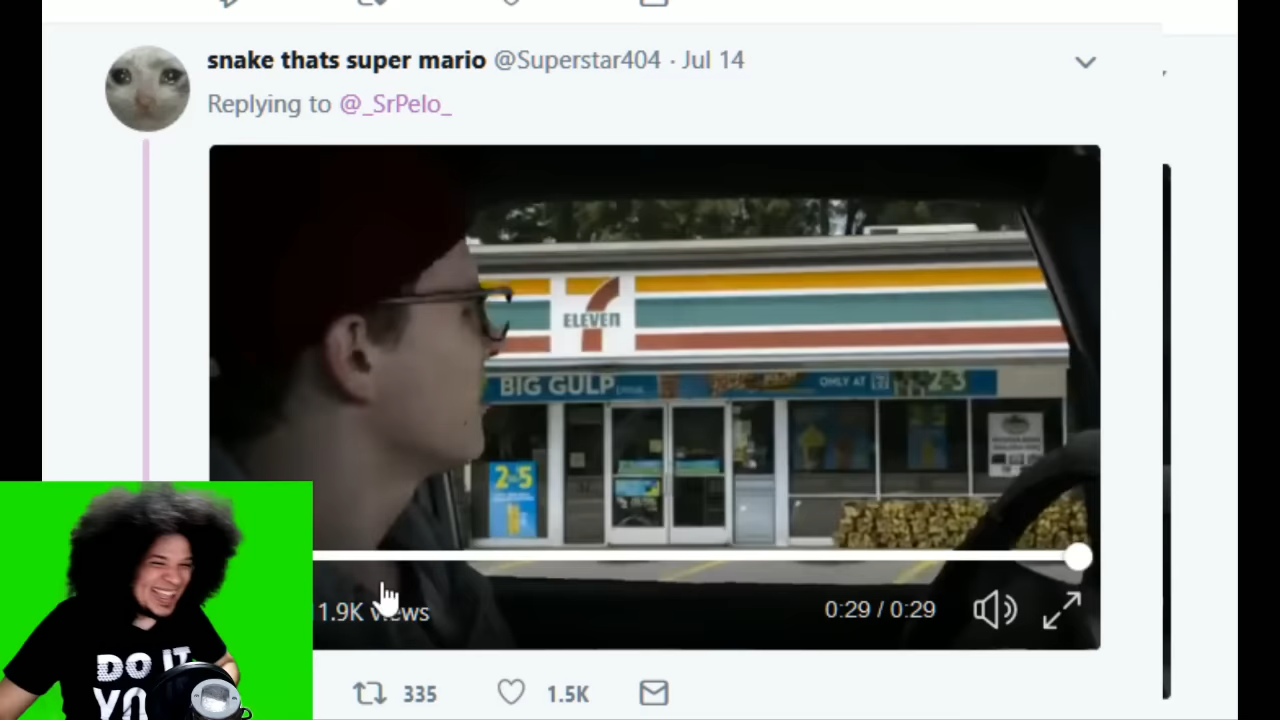 snake thats super mario @Superstar404 · Jul 14
Replying to @_SrPelo_
7
ELEVEN
BIG GULP
ONLY AT
2 5
1.9K views
0:29 / 0:29
DO IT
335
1.5K